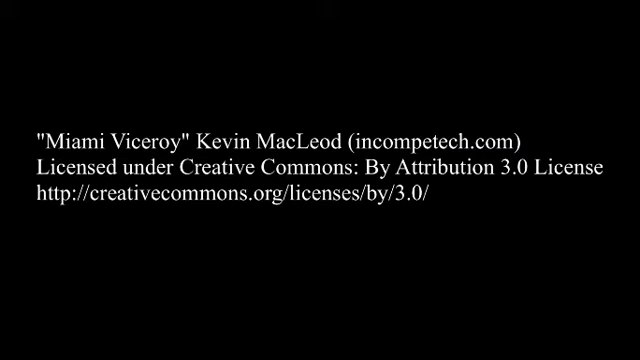 "Miami Viceroy" Kevin MacLeod (incompetech.com)
Licensed under Creative Commons: By Attribution 3.0 License
http://creativecommons.org/licenses/by/3.0/